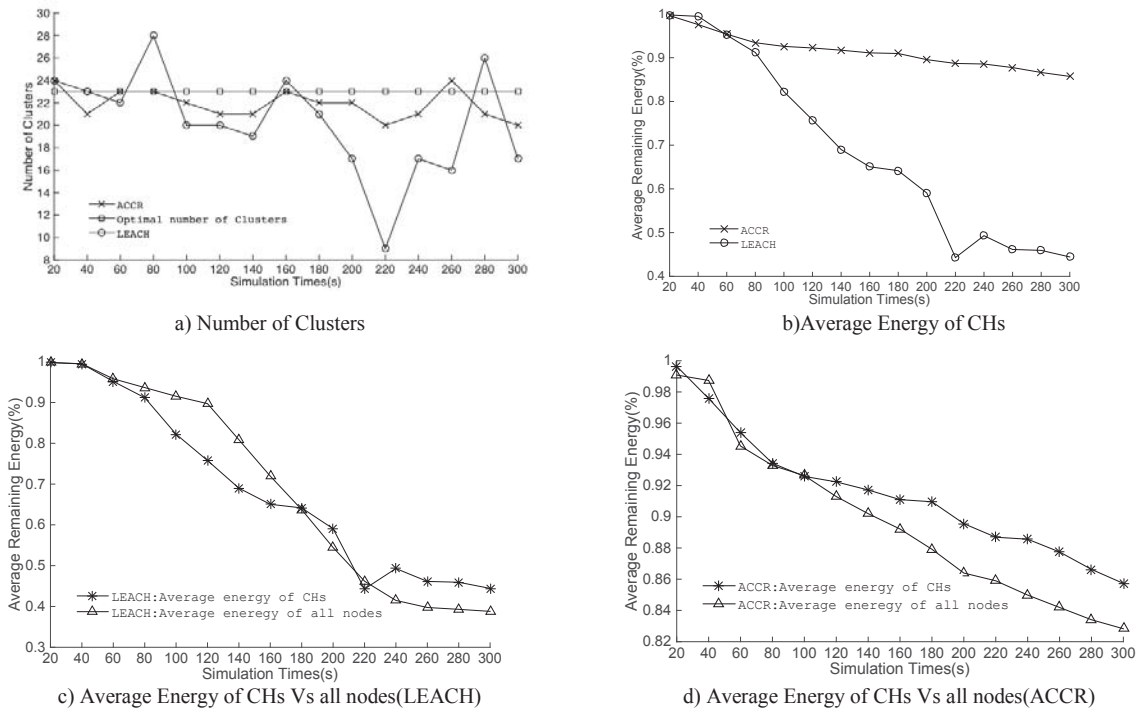 30
28
26
24
22
20
18
16
14
12
10
8
Number of Clusters
ACCR
Optimal number of Clusters
LEACH
20 40 60 80 100 120 140 160 180 200 220 240 260 280 300
Simulation Times(s)
a) Number of Clusters
1
0.9
0.8
0.7
0.6
0.5
0.4
Average Remaining Energy(%)
ACCR
LEACH
20 40 60 80 100 120 140 160 180 200 220 240 260 280 300
Simulation Times(s)
b)Average Energy of CHs
1
0.9
0.8
0.7
0.6
0.5
0.4
0.3
Average Remaining Energy(%)
LEACH:Average energy of CHs
LEACH:Average eneregy of all nodes
20 40 60 80 100 120 140 160 180 200 220 240 260 280 300
Simulation Times(s)
c) Average Energy of CHs Vs all nodes(LEACH)
1
0.98
0.96
0.94
0.92
0.9
0.88
0.86
0.84
0.82
Average Remaining Energy(%)
ACCR:Average energy of CHs
ACCR:Average eneregy of all nodes
20 40 60 80 100 120 140 160 180 200 220 240 260 280 300
Simulation Times(s)
d) Average Energy of CHs Vs all nodes(ACCR)